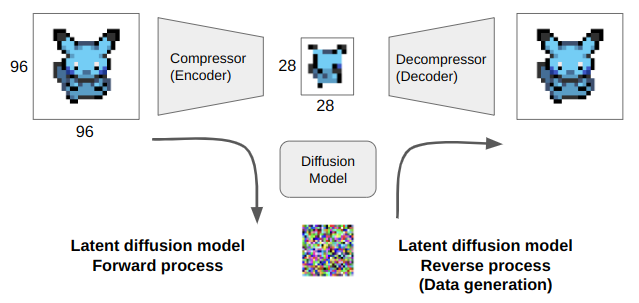 96
96
Compressor
(Encoder)
28
28
Decompressor
(Decoder)
Diffusion
Model
Latent diffusion model
Forward process
Latent diffusion model
Reverse process
(Data generation)